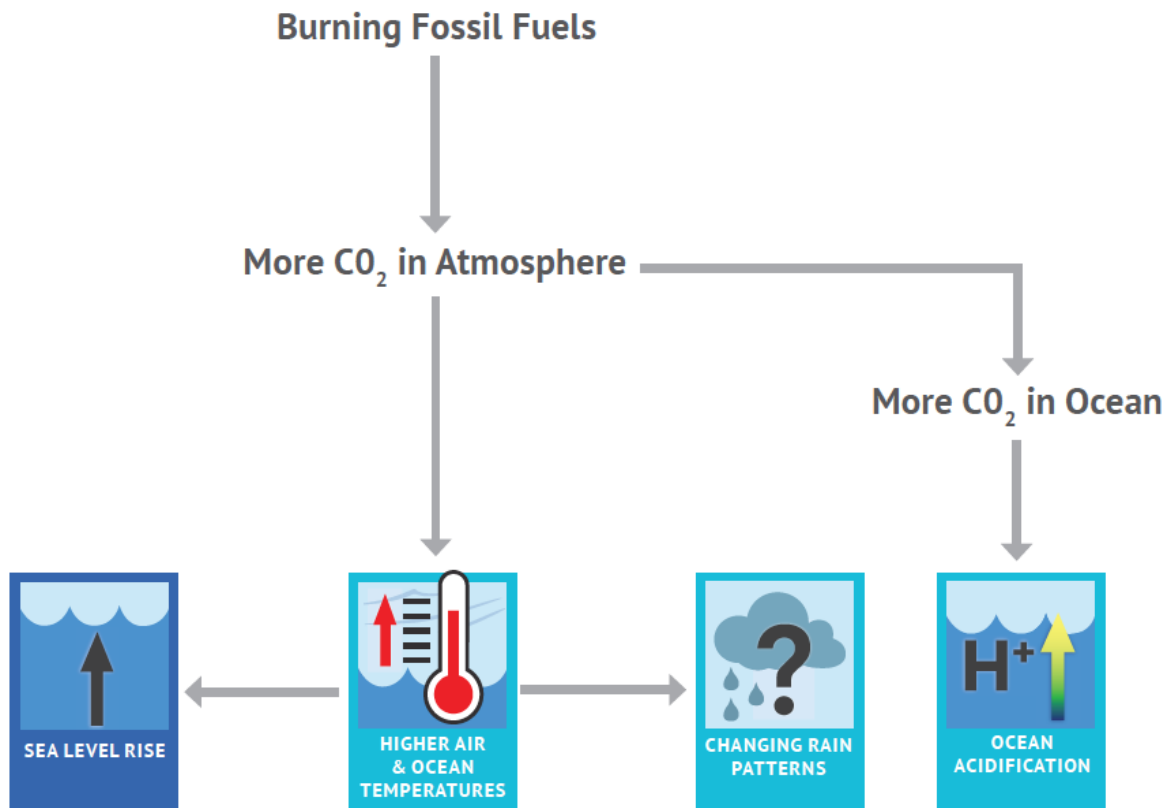 Burning Fossil Fuels
More C0₂ in Atmosphere
More C0₂ in Ocean
SEA LEVEL RISE
HIGHER AIR
& OCEAN
TEMPERATURES
?
CHANGING RAIN
PATTERNS
H⁺
OCEAN
ACIDIFICATION